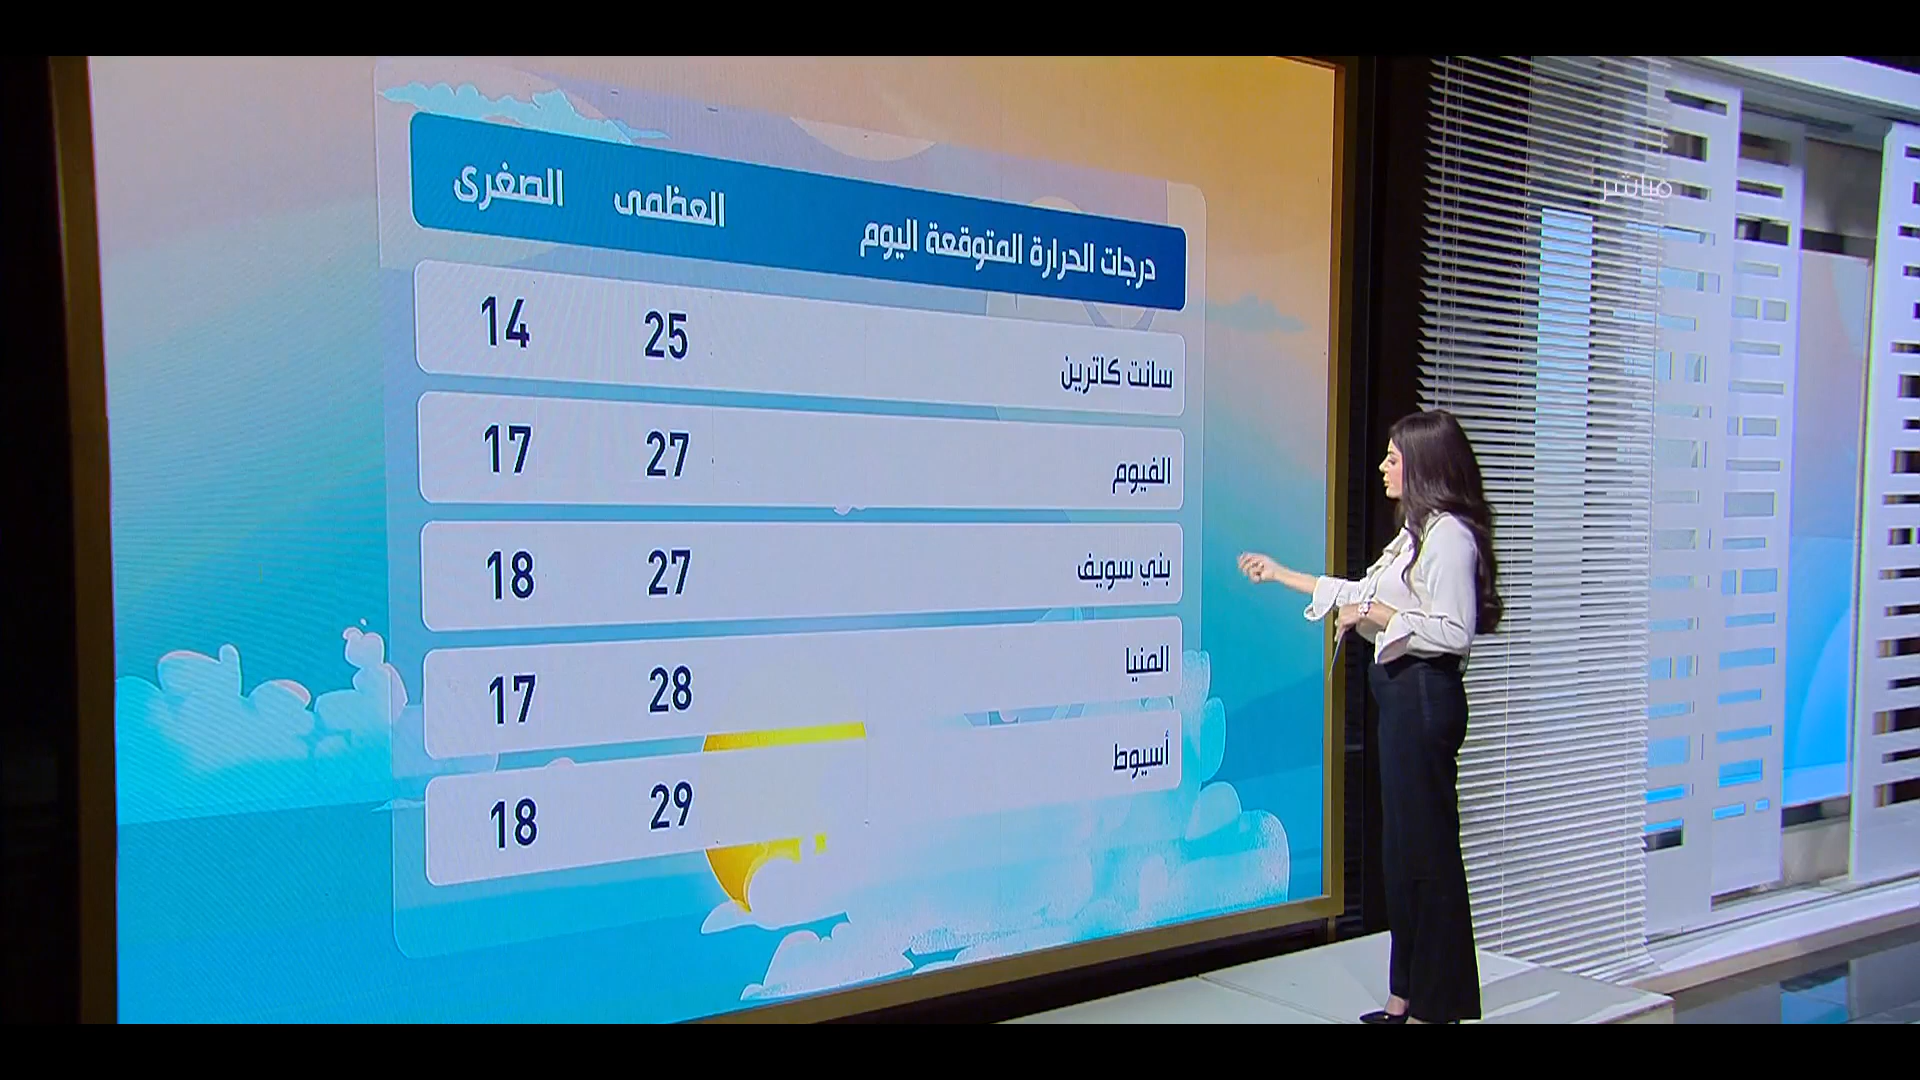 درجات الحرارة المتوقعة اليوم العظمى الصغرى
سانت كاترين 25 14
الفيوم 27 17
بني سويف 27 18
المنيا 28 17
أسيوط 29 18
مباشر